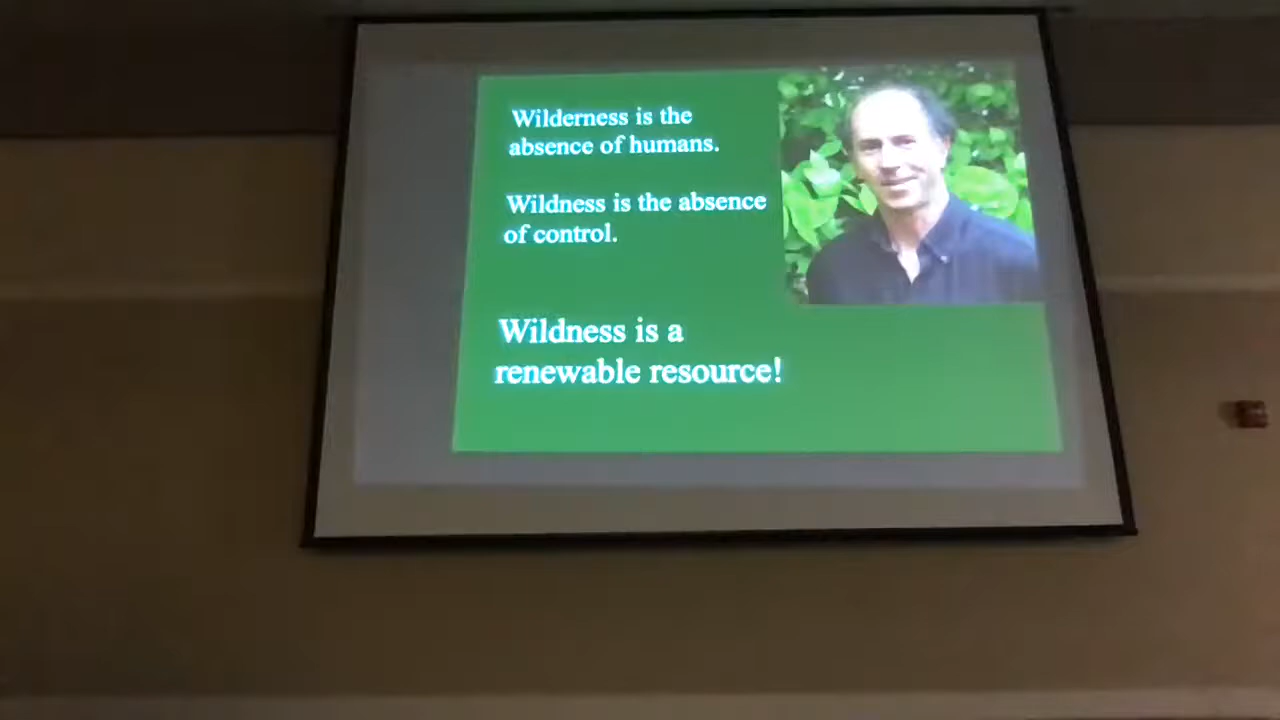 Wilderness is the
absence of humans.
Wildness is the absence
of control.
Wildness is a
renewable resource!